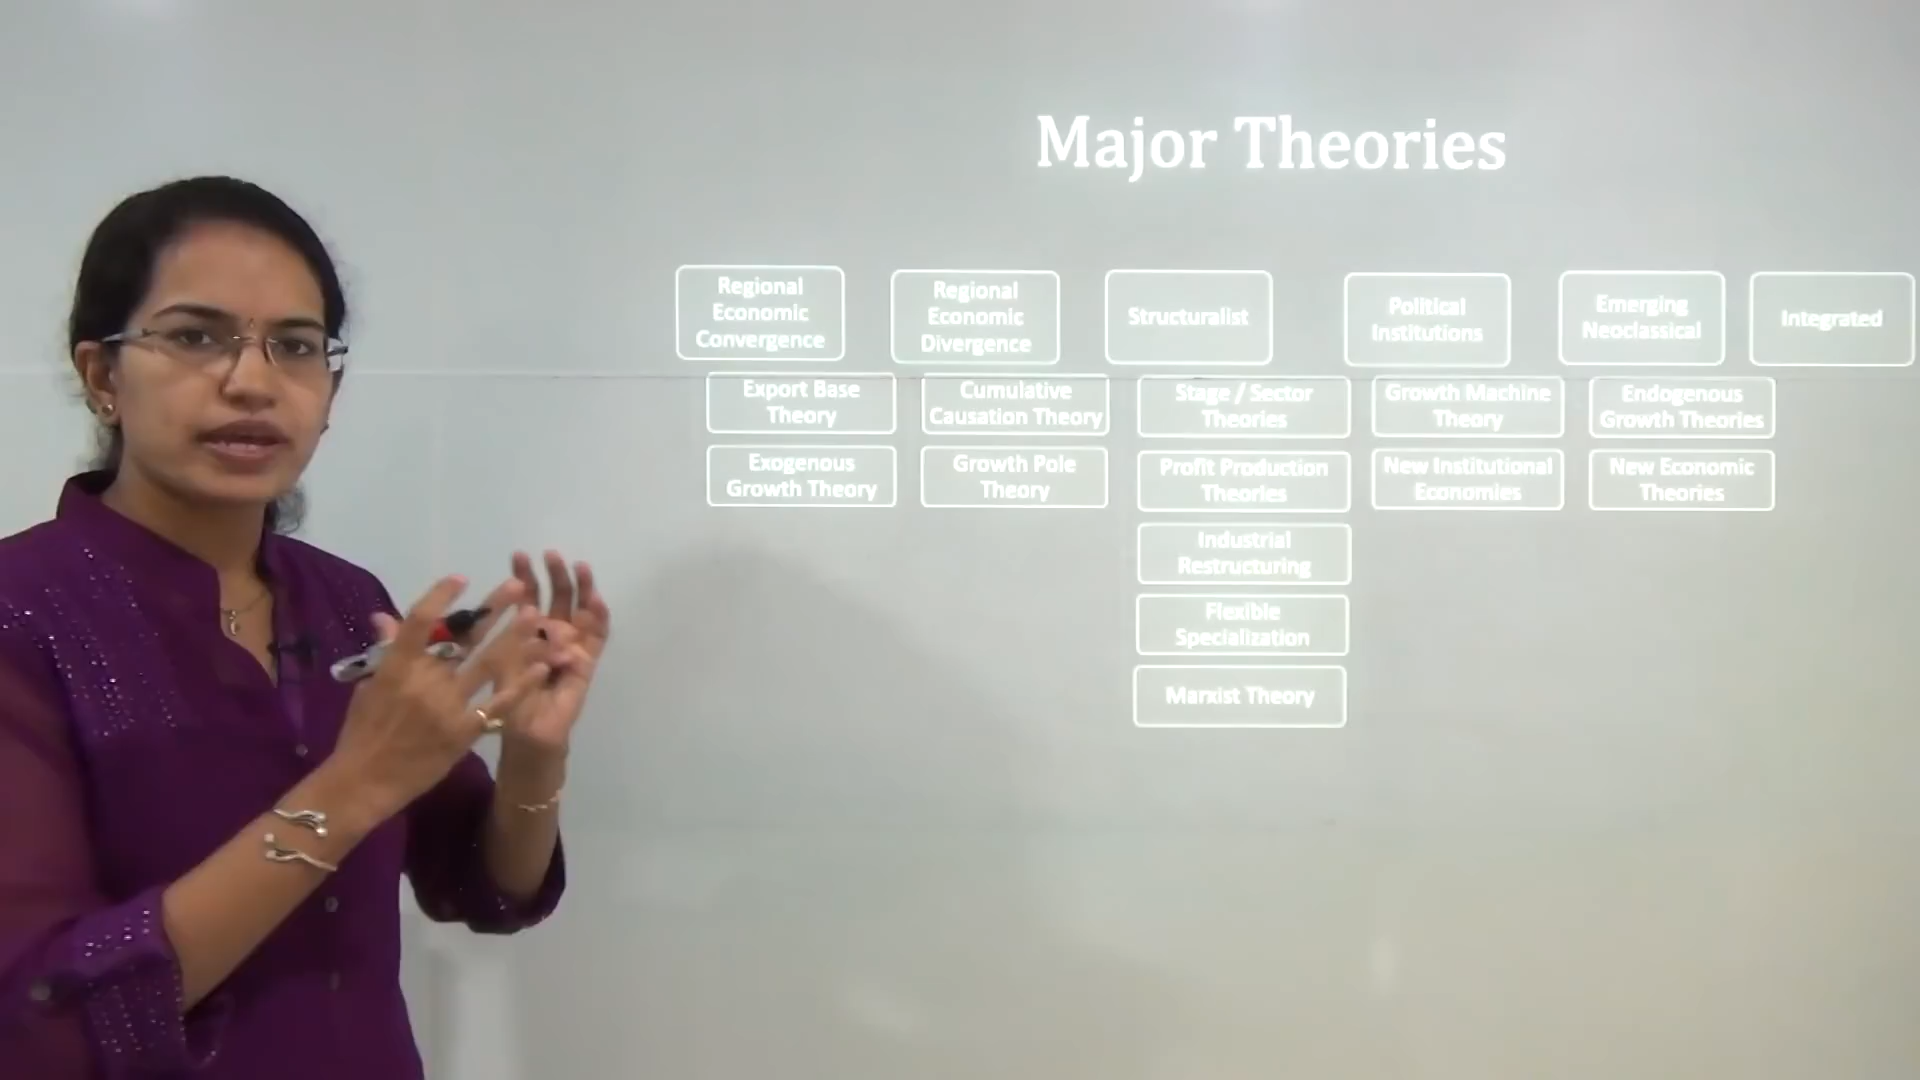 Major Theories
Regional
Economic
Convergence
Export Base
Theory
Exogenous
Growth Theory
Regional
Economic
Divergence
Cumulative
Causation Theory
Growth Pole
Theory
Structuralist
Stage / Sector
Theories
Profit Production
Theories
Industrial
Restructuring
Flexible
Specialization
Marxist Theory
Political
Institutions
Growth Machine
Theory
New Institutional
Economies
Emerging
Neoclassical
Endogenous
Growth Theories
New Economic
Theories
Integrated